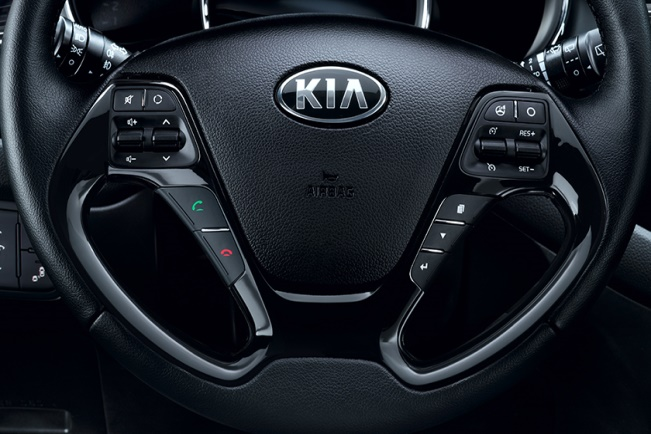 KIA
RES+
SET-
AIRBAG